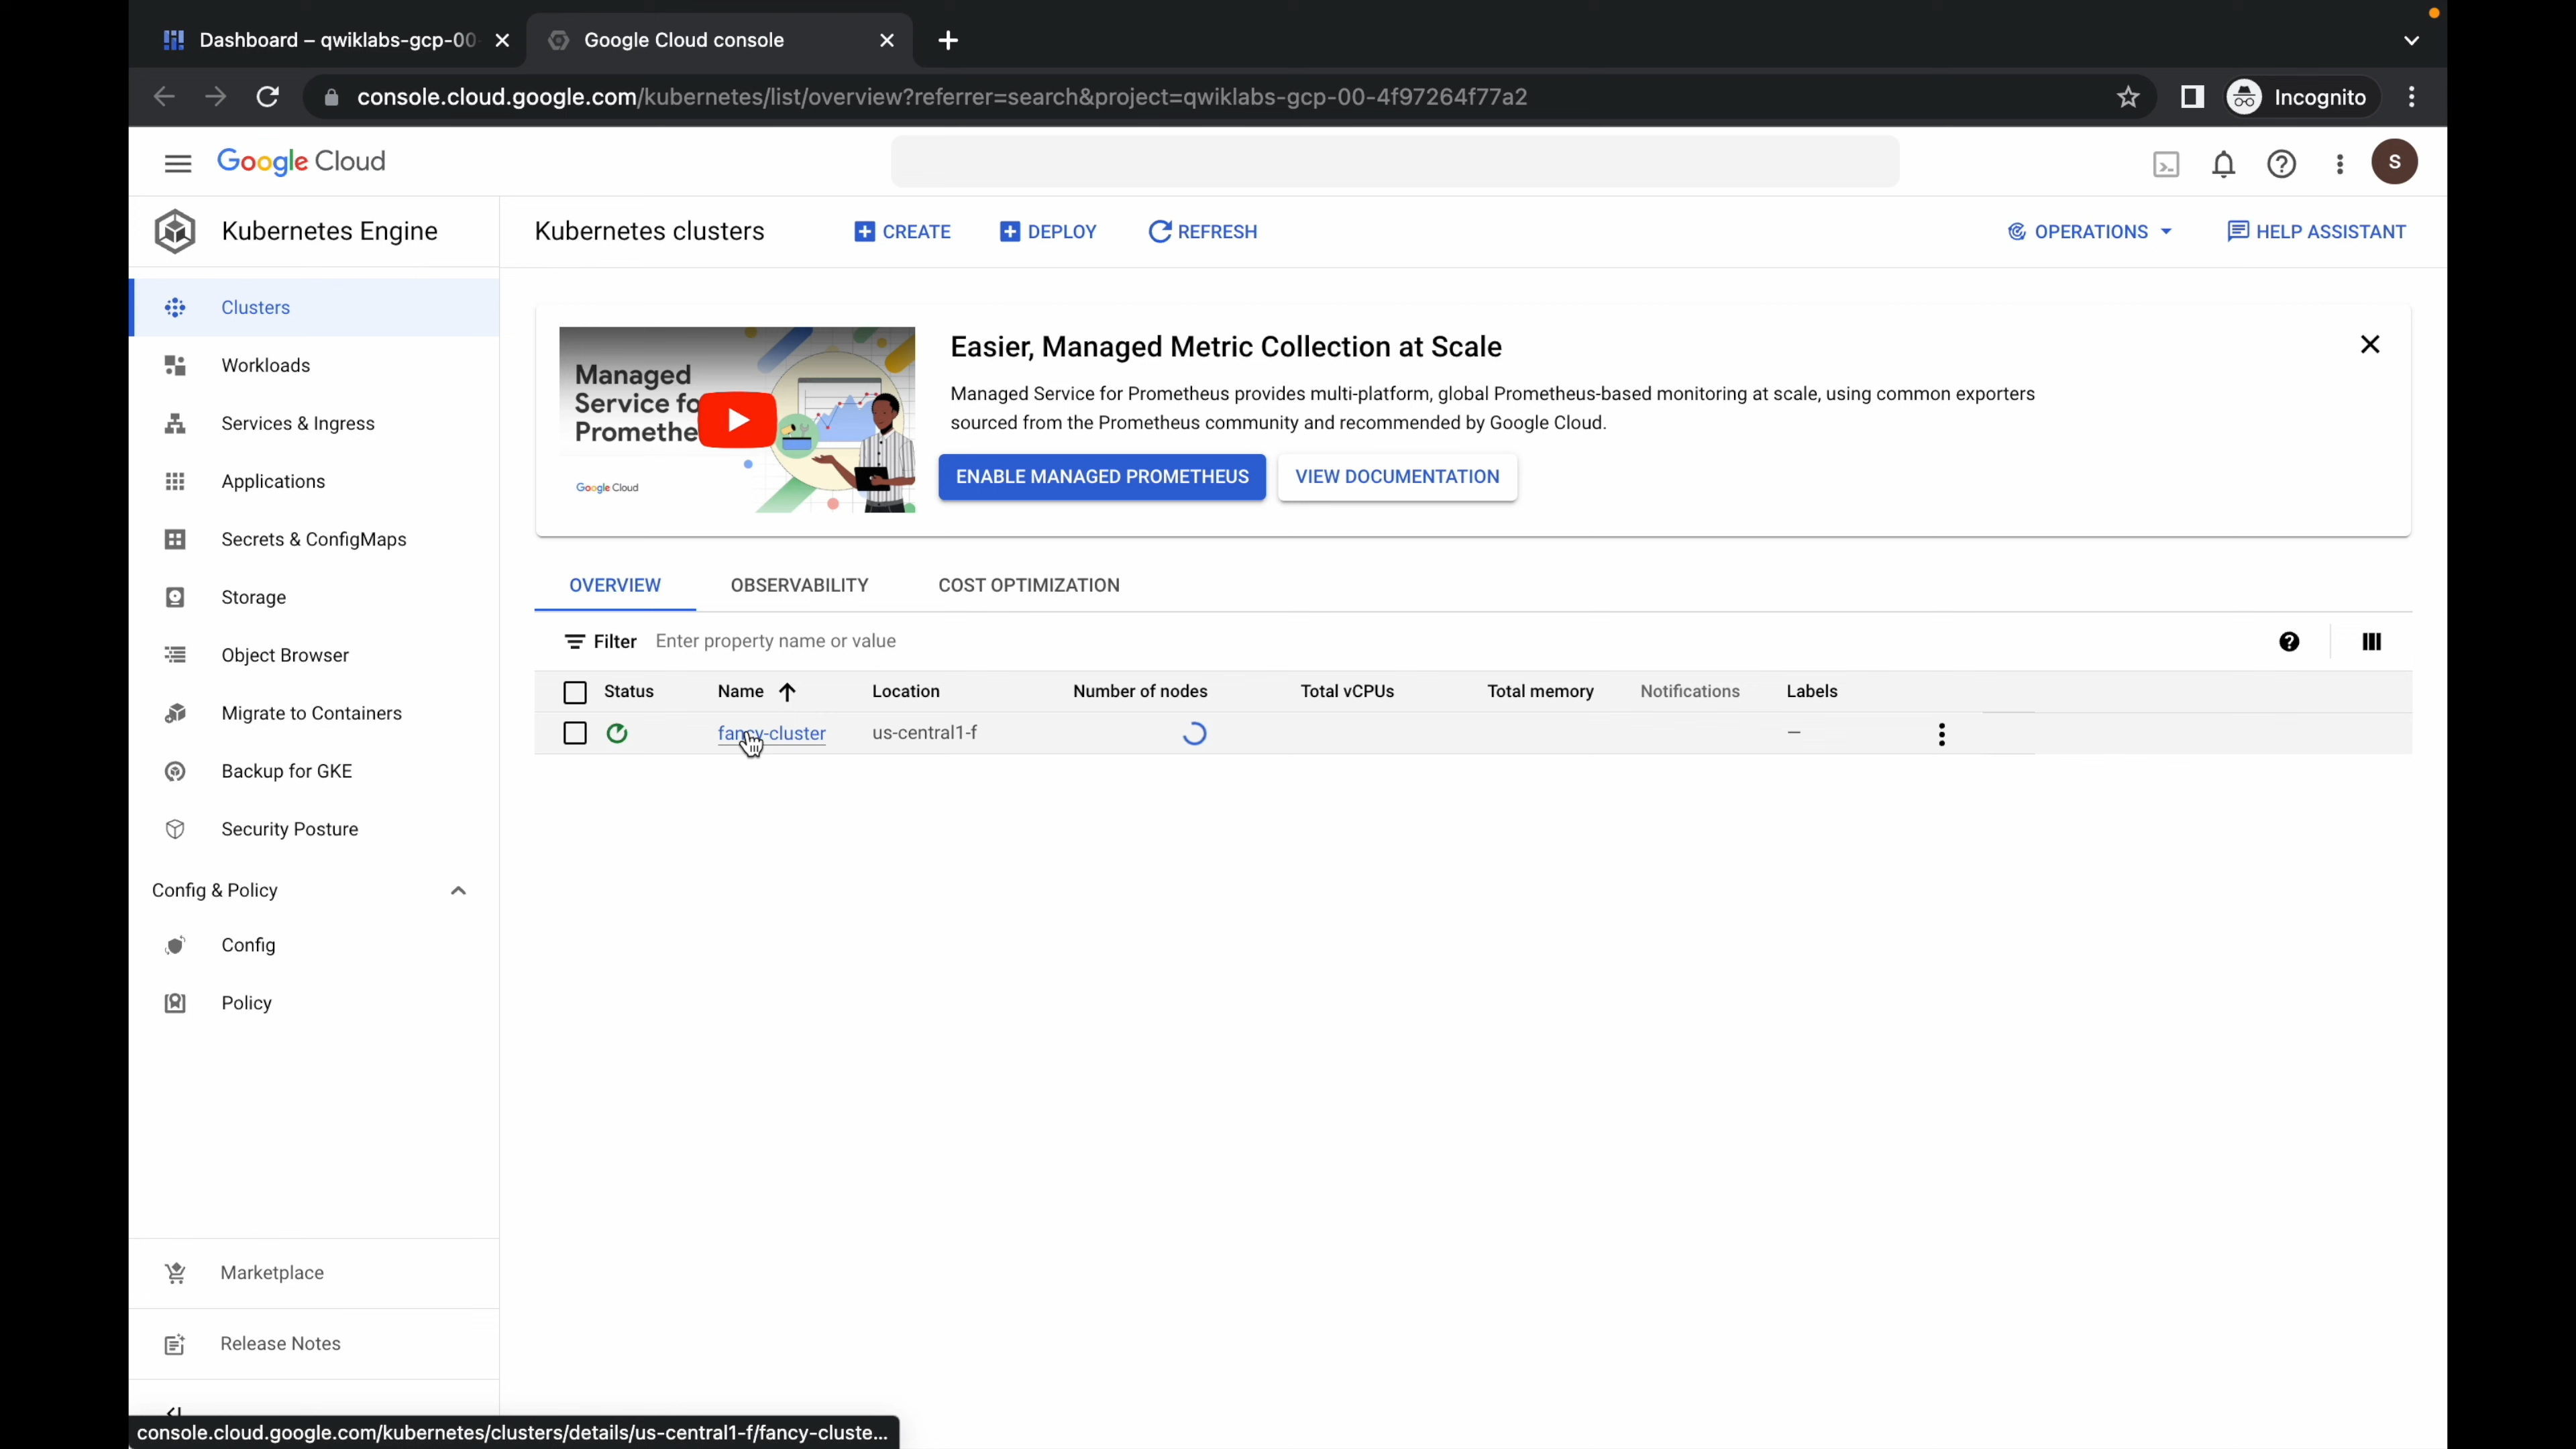 Dashboard – qwiklabs-gcp-00-
Google Cloud console
console.cloud.google.com/kubernetes/list/overview?referrer=search&project=qwiklabs-gcp-00-4f97264f77a2
Incognito
Google Cloud
S
Kubernetes Engine
Kubernetes clusters
CREATE
DEPLOY
REFRESH
OPERATIONS
HELP ASSISTANT
Clusters
Workloads
Services & Ingress
Applications
Secrets & ConfigMaps
Storage
Object Browser
Migrate to Containers
Backup for GKE
Security Posture
Config & Policy
Config
Policy
Marketplace
Release Notes
Managed
Service fo
Promethe
Google Cloud
Easier, Managed Metric Collection at Scale
Managed Service for Prometheus provides multi-platform, global Prometheus-based monitoring at scale, using common exporters
sourced from the Prometheus community and recommended by Google Cloud.
ENABLE MANAGED PROMETHEUS
VIEW DOCUMENTATION
OVERVIEW
OBSERVABILITY
COST OPTIMIZATION
Filter
Enter property name or value
Status
Name
Location
Number of nodes
Total vCPUs
Total memory
Notifications
Labels
fancy-cluster
us-central1-f
—
console.cloud.google.com/kubernetes/clusters/details/us-central1-f/fancy-cluste...